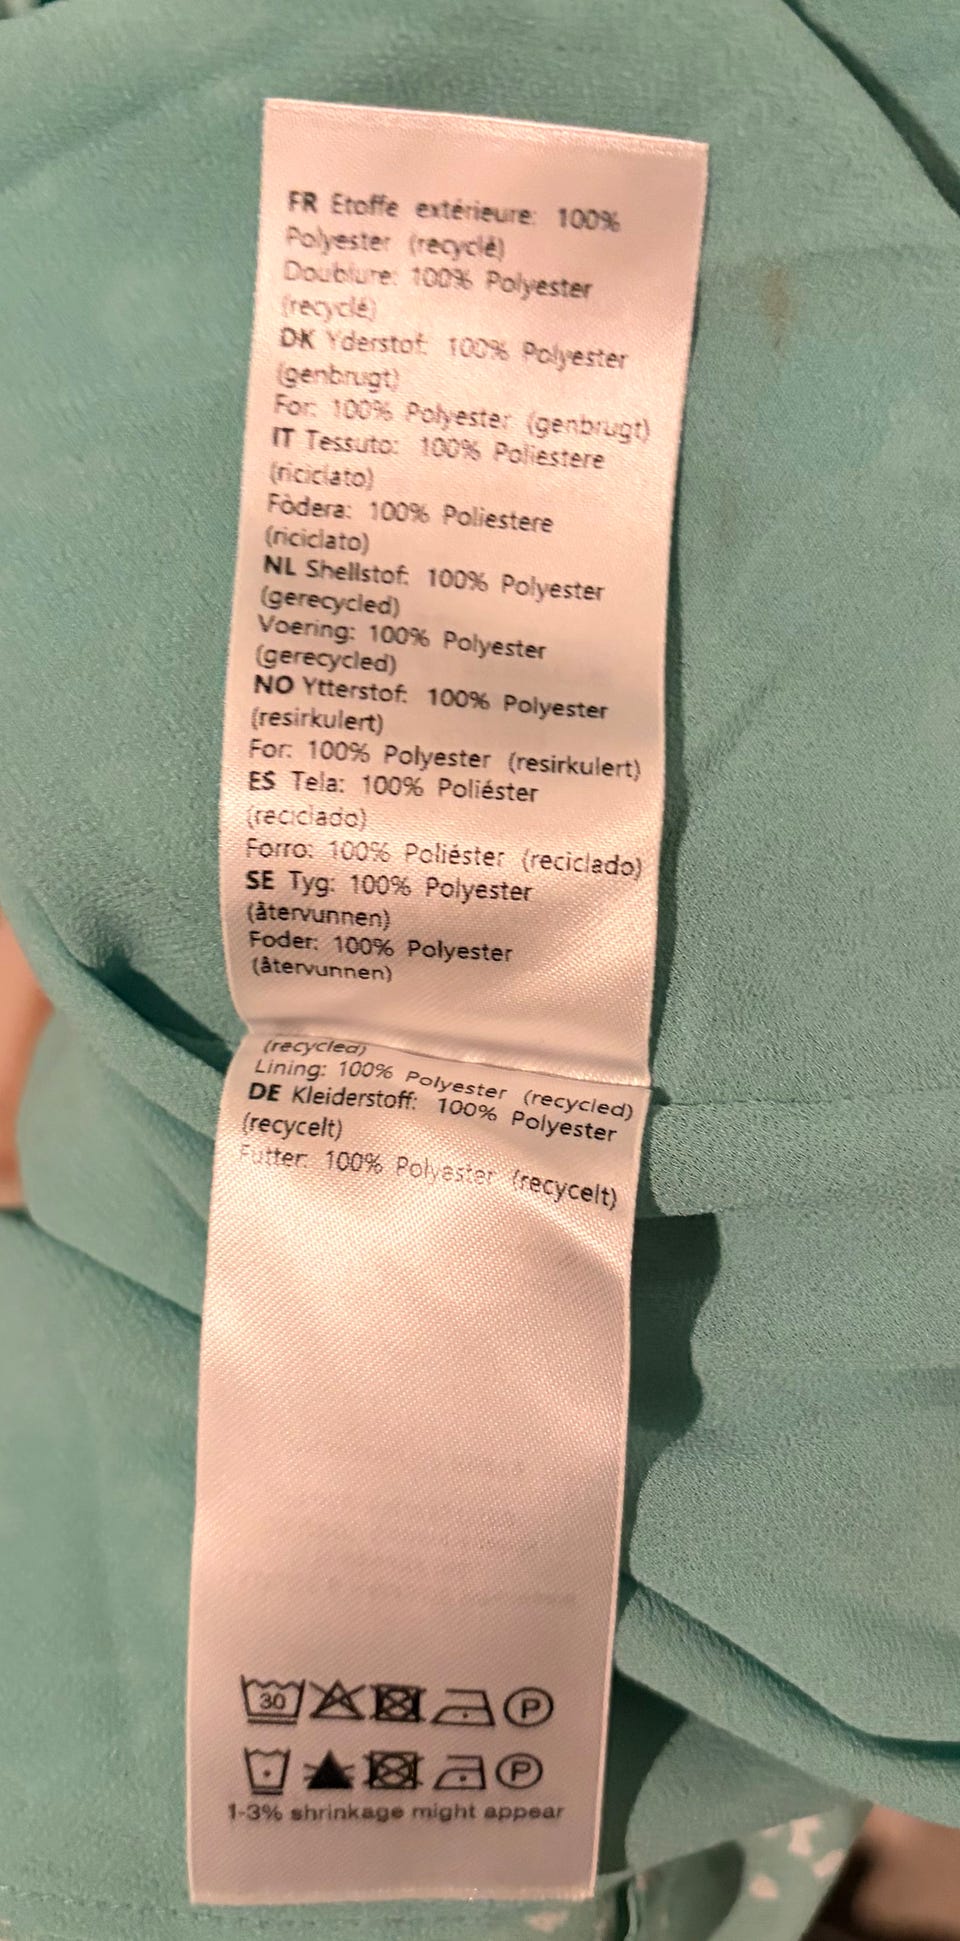 FR Etoffe extérieure: 100%
Polyester (recyclé)
Doublure: 100% Polyester
(recyclé)
DK Yderstof: 100% Polyester
(genbrugt)
For: 100% Polyester (genbrugt)
IT Tessuto: 100% Poliestere
(riciclato)
Fòdera: 100% Poliestere
(riciclato)
NL Shellstof: 100% Polyester
(gerecycled)
Voering: 100% Polyester
(gerecycled)
NO Ytterstof: 100% Polyester
(resirkulert)
For: 100% Polyester (resirkulert)
ES Tela: 100% Poliéster
(reciclado)
Forro: 100% Poliéster (reciclado)
SE Tyg: 100% Polyester
(återvunnen)
Foder: 100% Polyester
(återvunnen)
(recycled)
Lining: 100% Polyester (recycled)
DE Kleiderstoff: 100% Polyester
(recycelt)
Futter: 100% Polyester (recycelt)
30 P
P
1-3% shrinkage might appear